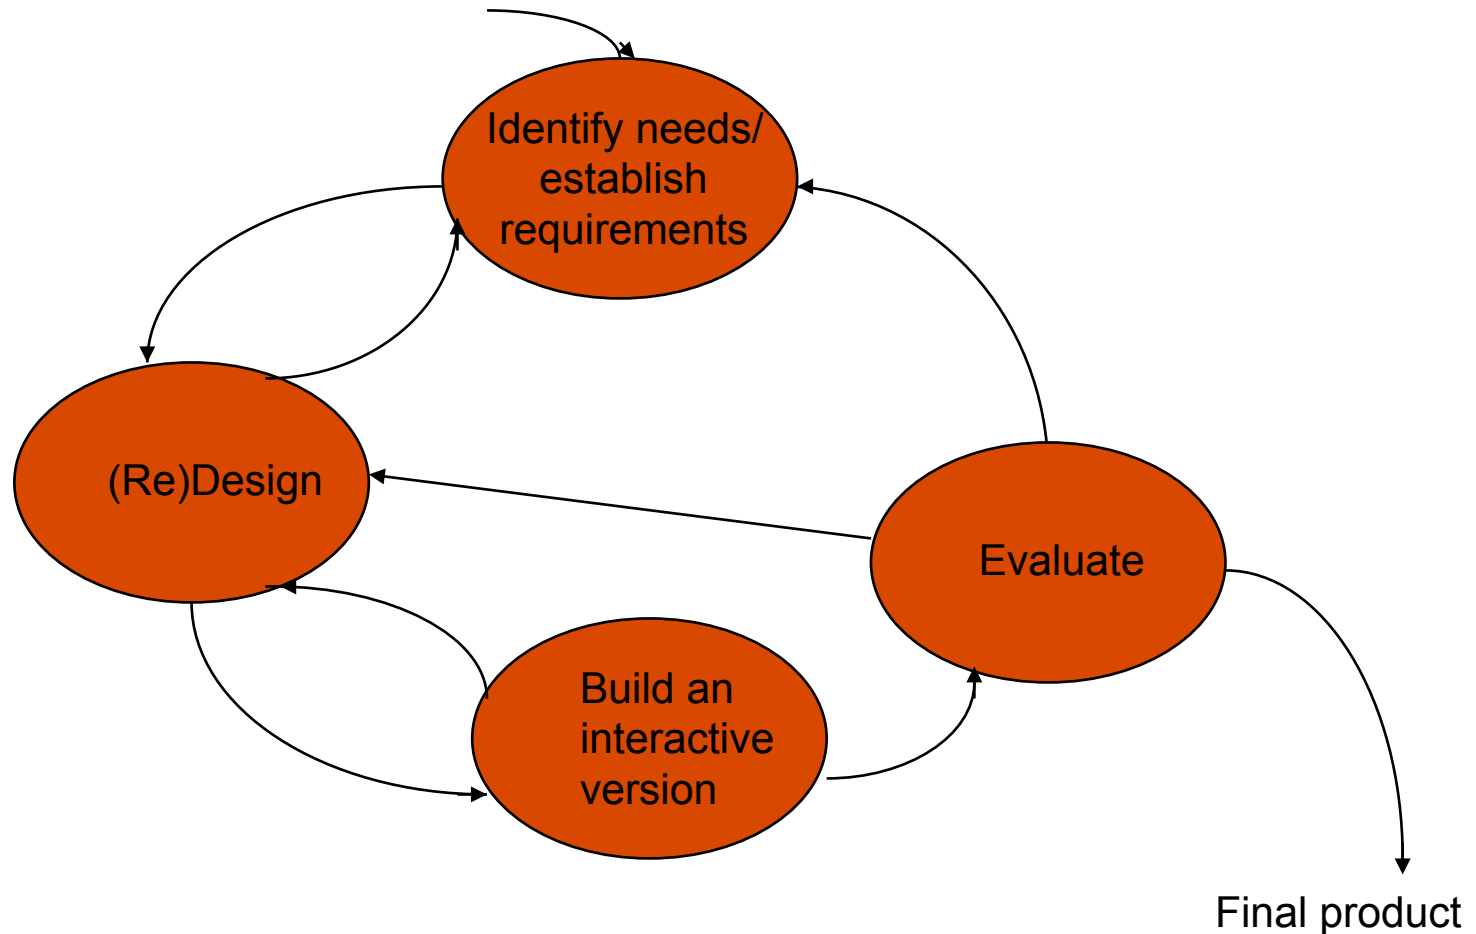 Identify needs/
establish
requirements
(Re)Design
Evaluate
Build an
interactive
version
Final product